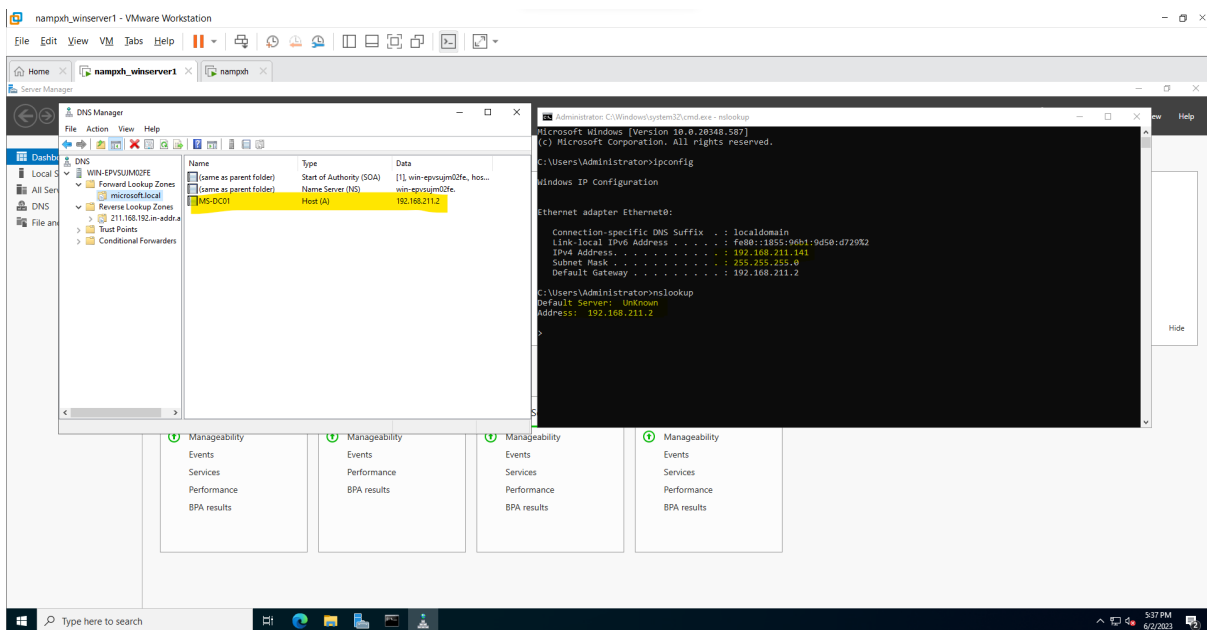 nampxh_winserver1 - VMware Workstation
File Edit View VM Tabs Help
Home nampxh_winserver1 nampxh
Server Manager
DNS Manager
File Action View Help
DNS
WIN-EPVSUJM02FE
Forward Lookup Zones
microsoft.local
Reverse Lookup Zones
211.168.192.in-addr.a
Trust Points
Conditional Forwarders
Name Type Data
(same as parent folder) Start of Authority (SOA) [1], win-epvsujm02fe., hos...
(same as parent folder) Name Server (NS) win-epvsujm02fe.
MS-DC01 Host (A) 192.168.211.2
Administrator: C:\Windows\system32\cmd.exe - nslookup
Microsoft Windows [Version 10.0.20348.587]
(c) Microsoft Corporation. All rights reserved.
C:\Users\Administrator>ipconfig
Windows IP Configuration
Ethernet adapter Ethernet0:
Connection-specific DNS Suffix . : localdomain
Link-local IPv6 Address . . . . . : fe80::1855:96b1:9d50:d729%2
IPv4 Address. . . . . . . . . . . : 192.168.211.141
Subnet Mask . . . . . . . . . . . : 255.255.255.0
Default Gateway . . . . . . . . . : 192.168.211.2
C:\Users\Administrator>nslookup
Default Server: UnKnown
Address: 192.168.211.2
>
ew Help
Hide
Dashbo
Local S
All Serv
DNS
File an
Manageability
Events
Services
Performance
BPA results
Manageability
Events
Performance
BPA results
Manageability
Events
Services
Performance
BPA results
Manageability
Events
Services
Performance
BPA results
Type here to search
5:37 PM
6/2/2023